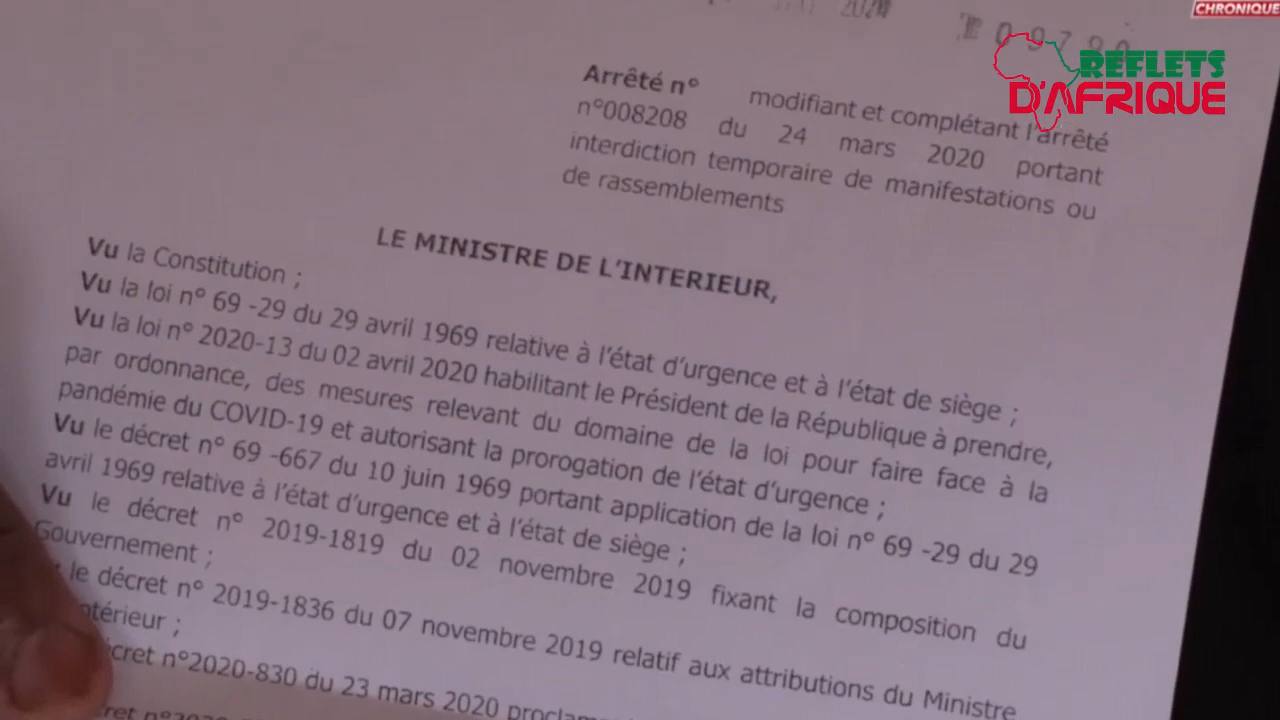 CHRONIQUE
REFLETS
D'AFRIQUE
Arrêté n° modifiant et complétant l'arrêté
n°008208 du 24 mars 2020 portant
interdiction temporaire de manifestations ou
de rassemblements
LE MINISTRE DE L'INTERIEUR,
Vu la Constitution ;
Vu la loi n° 69 -29 du 29 avril 1969 relative à l'état d'urgence et à l'état de siège ;
Vu la loi n° 2020-13 du 02 avril 2020 habilitant le Président de la République à prendre,
par ordonnance, des mesures relevant du domaine de la loi pour faire face à la
pandémie du COVID-19 et autorisant la prorogation de l'état d'urgence ;
Vu le décret n° 69 -667 du 10 juin 1969 portant application de la loi n° 69 -29 du 29
avril 1969 relative à l'état d'urgence et à l'état de siège ;
Vu le décret n° 2019-1819 du 02 novembre 2019 fixant la composition du
Gouvernement ;
le décret n° 2019-1836 du 07 novembre 2019 relatif aux attributions du Ministre
ntérieur ;
écret n°2020-830 du 23 mars 2020